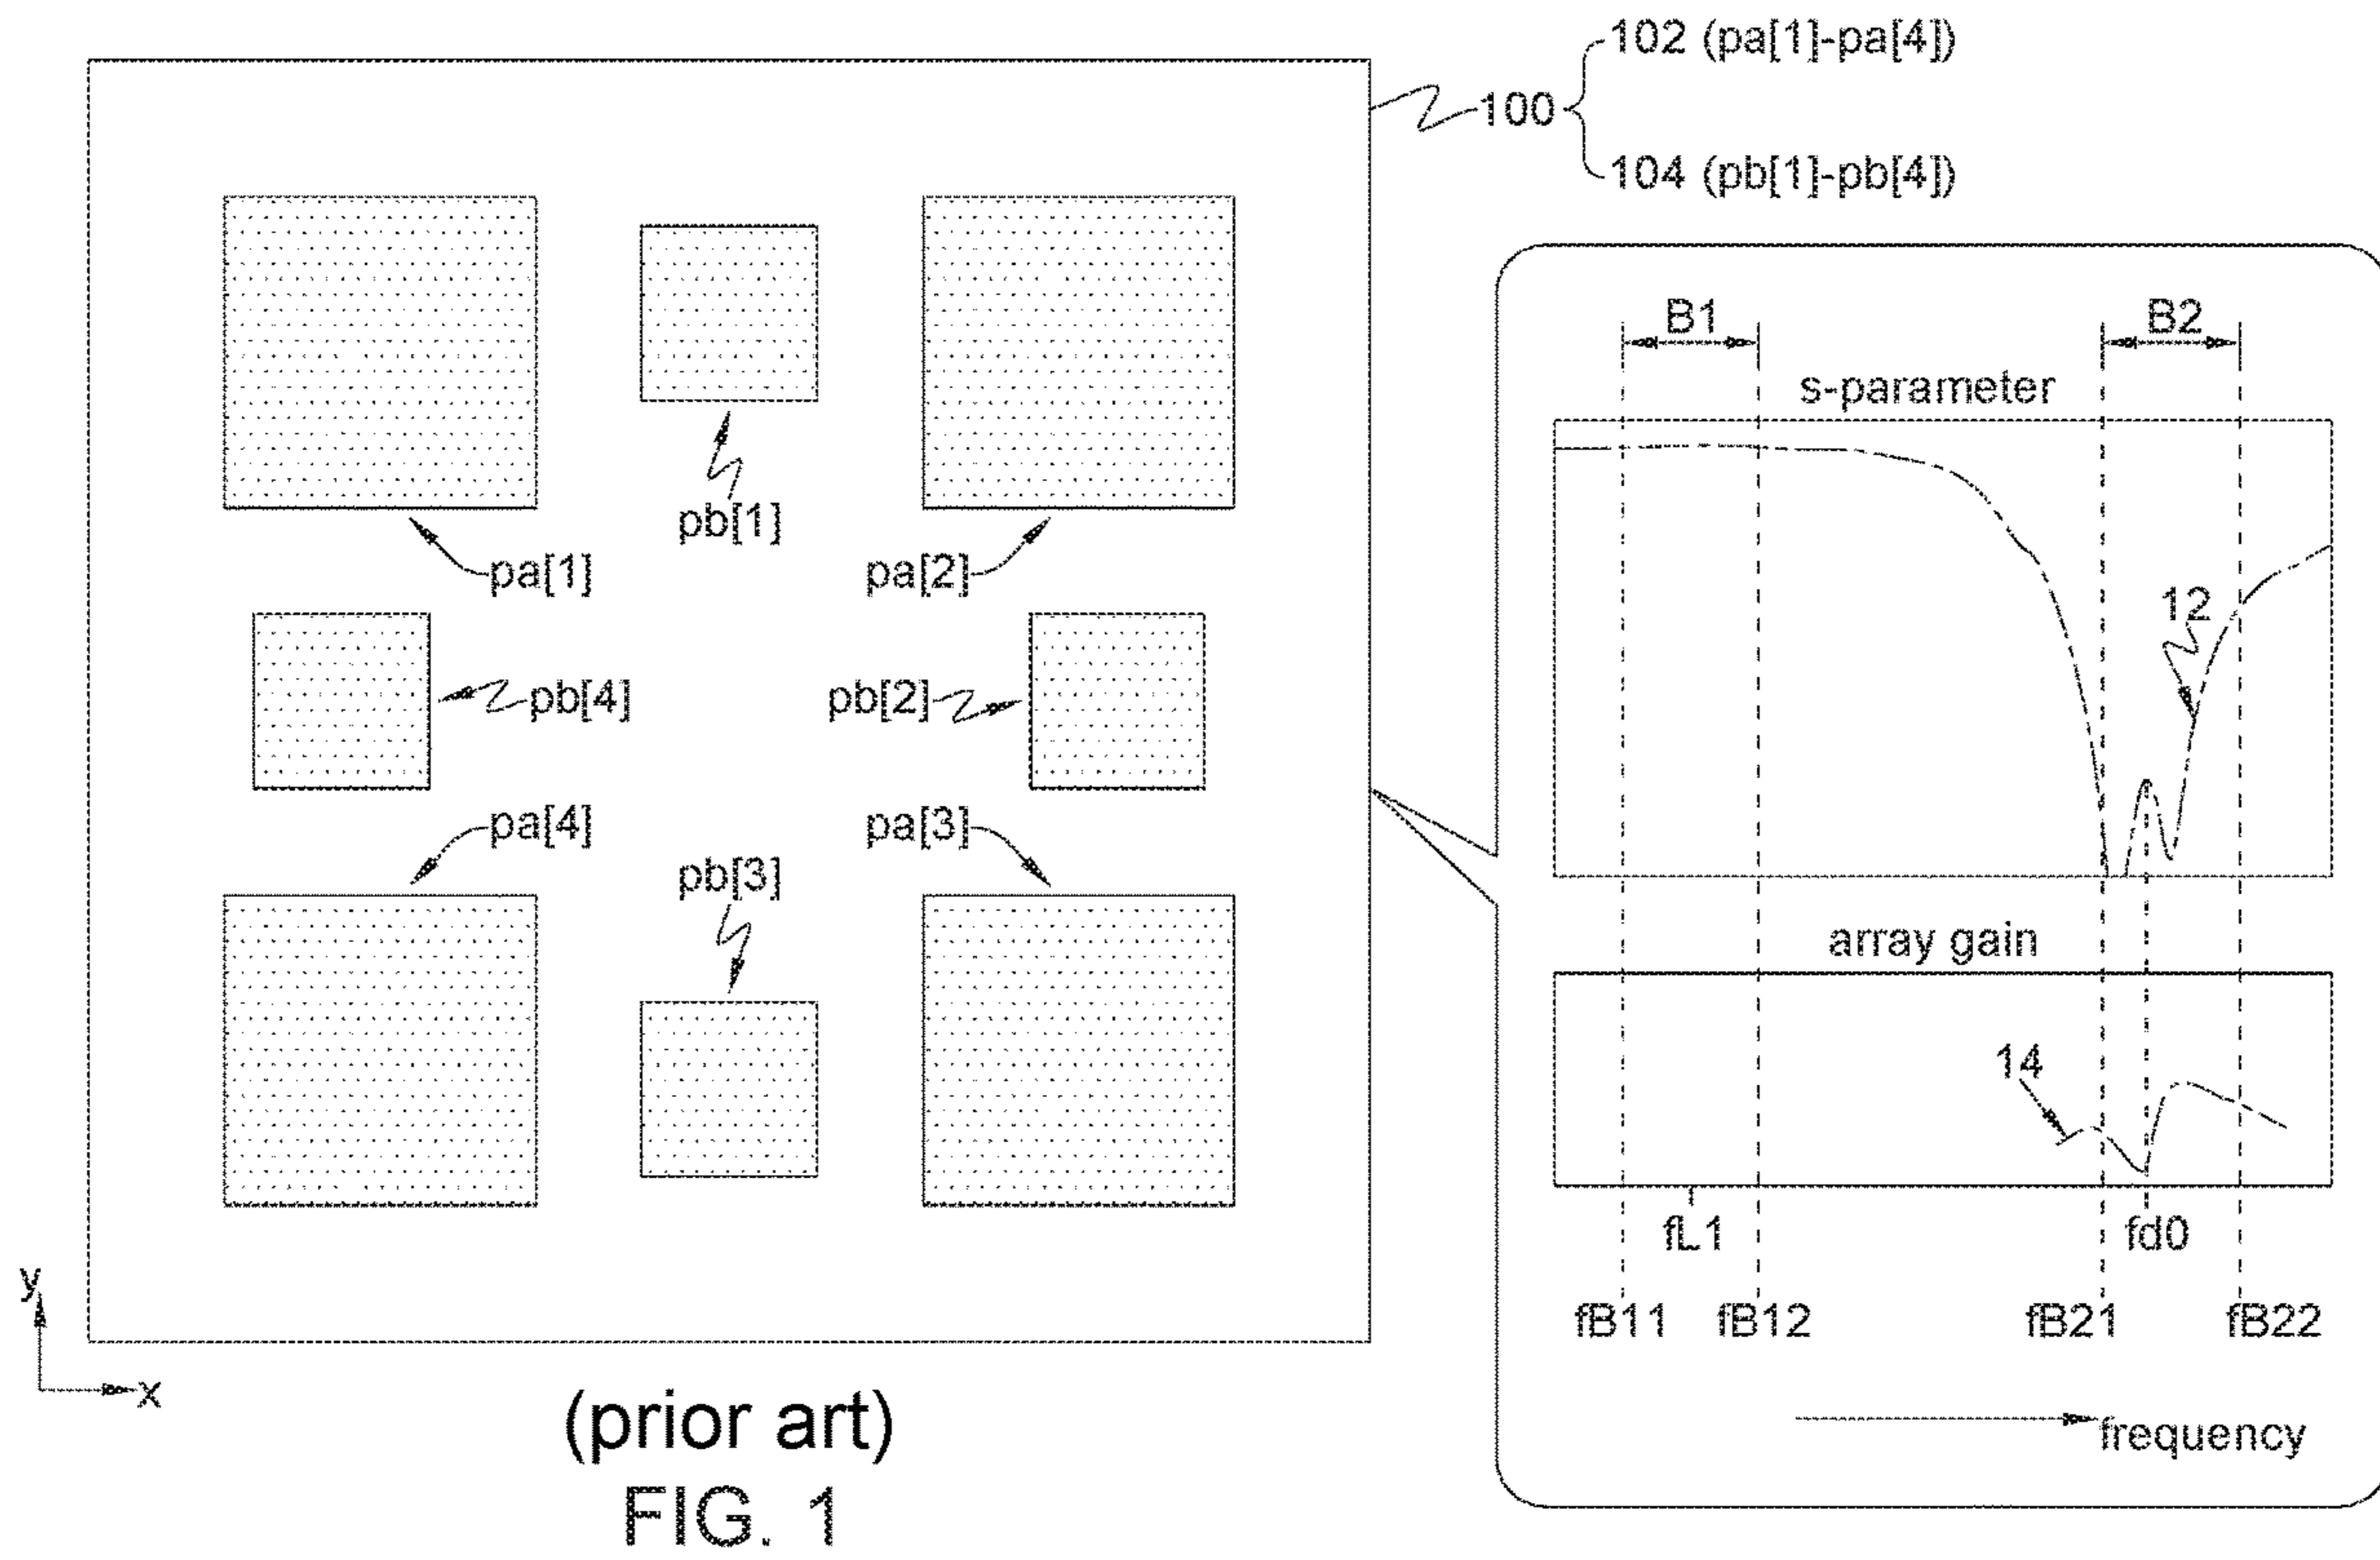 102 (pa[1]-pa[4])
100
104 (pb[1]-pb[4])
pb[1]
pa[1]
pa[2]
pb[4]
pb[2]
pa[4]
pa[3]
pb[3]
y
x
B1
B2
s-parameter
12
array gain
14
fL1
fd0
fB11
fB12
fB21
fB22
frequency
(prior art)
FIG. 1